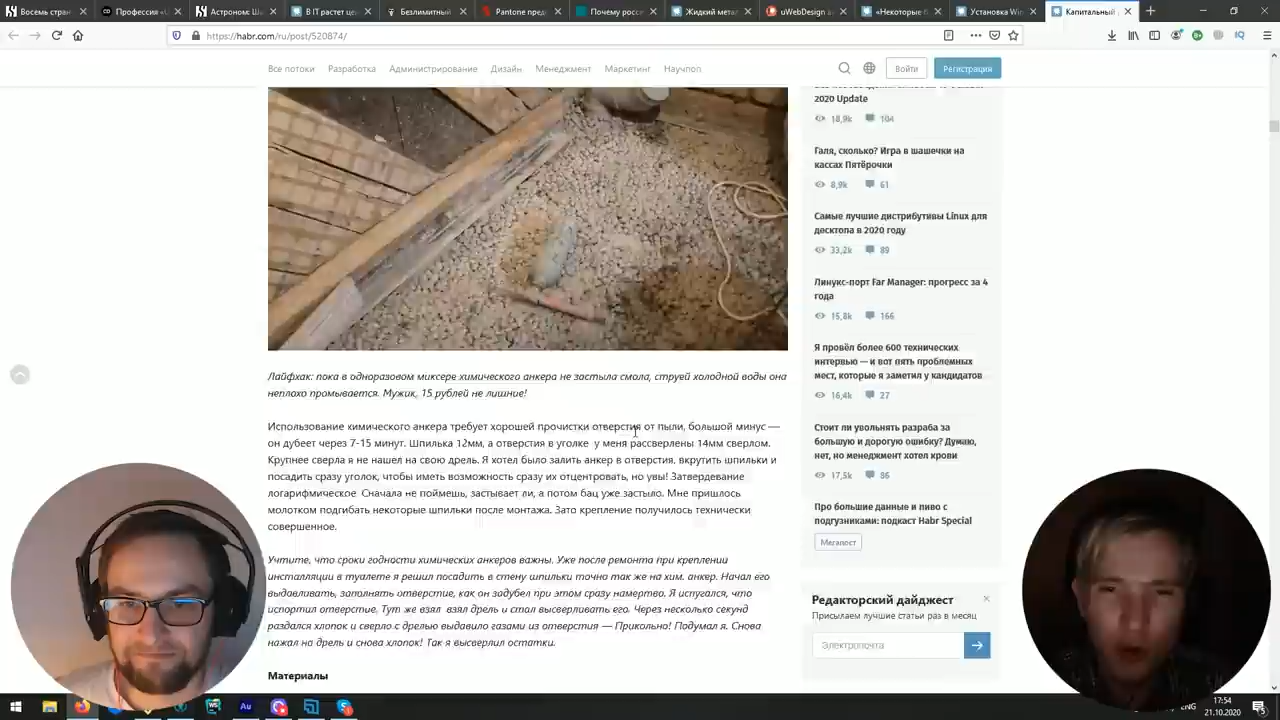 Восемь стран
Профессия «
Астроном: Ш
В IT растет ш
Безлимитный
Pantone пред
Почему росс
Жидкий метал
uWebDesign
«Некоторые б
Установка Wi
Капитальный
https://habr.com/ru/post/520874/
Все потоки Разработка Администрирование Дизайн Менеджмент Маркетинг Научпоп
Войти Регистрация
Лайфхак: пока в одноразовом миксере химического анкера не застыла смола, струей холодной воды она
неплохо промывается. Мужик, 15 рублей не лишние!
Использование химического анкера требует хорошей прочистки отверстия от пыли, большой минус —
он дубеет через 7-15 минут. Шпилька 12мм, а отверстия в уголке у меня рассверлены 14мм сверлом.
Крупнее сверла я не нашел на свою дрель. Я хотел было залить анкер в отверстия, вкрутить шпильки и
посадить сразу уголок, чтобы иметь возможность сразу их отцентровать, но увы! Затвердевание
логарифмическое Сначала не поймешь, застывает ли, а потом бац уже застыло. Мне пришлось
молотком подгибать некоторые шпильки после монтажа. Зато крепление получилось технически
совершенное.
Учтите, что сроки годности химических анкеров важны. Уже после ремонта при креплении
инсталляции в туалете я решил посадить в стену шпильки точно так же на хим. анкер. Начал его
выдавливать, заполнять отверстие, как он задубел при этом сразу намертво. Я испугался, что
испортил отверстие. Тут же взял взял дрель и стал высверливать его. Через несколько секунд
раздался хлопок и сверло с дрелью выдавило газами из отверстия — Прикольно! Подумал я. Снова
нажал на дрель и снова хлопок! Так я высверлил остатки.
Материалы
2020 Update
18,9k 104
Галя, сколько? Игра в шашечки на
кассах Пятёрочки
8,9k 61
Самые лучшие дистрибутивы Linux для
десктопа в 2020 году
33,2k 89
Линукс-порт Far Manager: прогресс за 4
года
15,8k 166
Я провёл более 600 технических
интервью — и вот пять проблемных
мест, которые я заметил у кандидатов
16,4k 27
Стоит ли увольнять разраба за
большую и дорогую ошибку? Думаю,
нет, но менеджмент хотел крови
17,5k 86
Про большие данные и пиво с
подгузниками: подкаст Habr Special
Мегапост
Редакторский дайджест
Присылаем лучшие статьи раз в месяц
Электропочта
ENG
17:54
21.10.2020